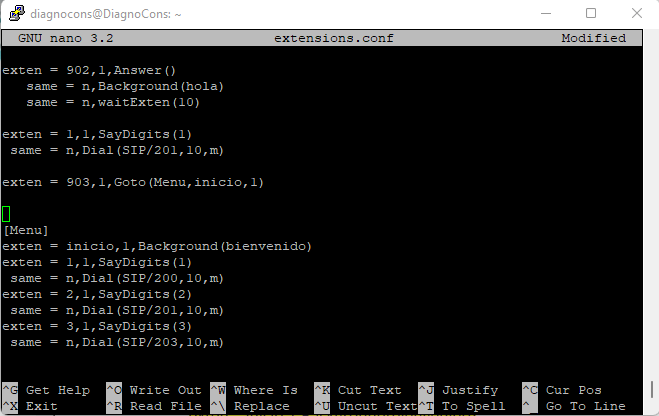 diagnocons@DiagnoCons: ~
GNU nano 3.2 extensions.conf Modified
exten = 902,1,Answer()
same = n,Background(hola)
same = n,waitExten(10)
exten = 1,1,SayDigits(1)
same = n,Dial(SIP/201,10,m)
exten = 903,1,Goto(Menu,inicio,1)
[Menu]
exten = inicio,1,Background(bienvenido)
exten = 1,1,SayDigits(1)
same = n,Dial(SIP/200,10,m)
exten = 2,1,SayDigits(2)
same = n,Dial(SIP/201,10,m)
exten = 3,1,SayDigits(3)
same = n,Dial(SIP/203,10,m)
^G Get Help ^O Write Out ^W Where Is ^K Cut Text ^J Justify ^C Cur Pos
^X Exit ^R Read File ^\ Replace ^U Uncut Text ^T To Spell ^_ Go To Line